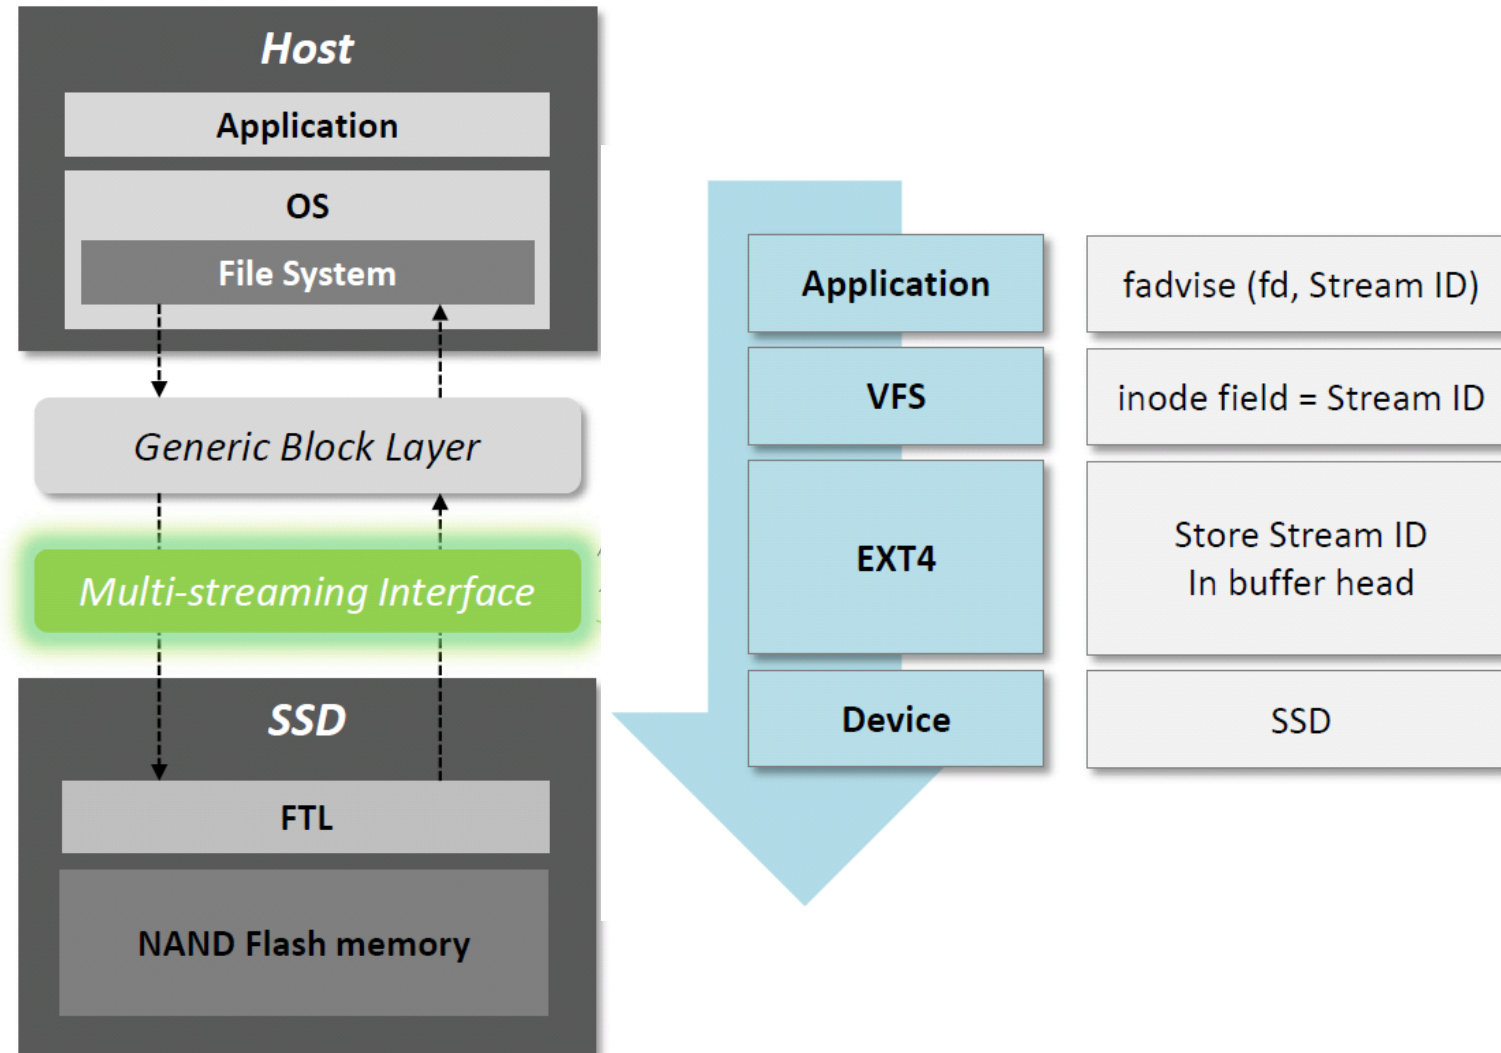 Host
Application
OS
File System
Generic Block Layer
Multi-streaming Interface
SSD
FTL
NAND Flash memory
Application
fadvise (fd, Stream ID)
VFS
inode field = Stream ID
EXT4
Store Stream ID
In buffer head
Device
SSD